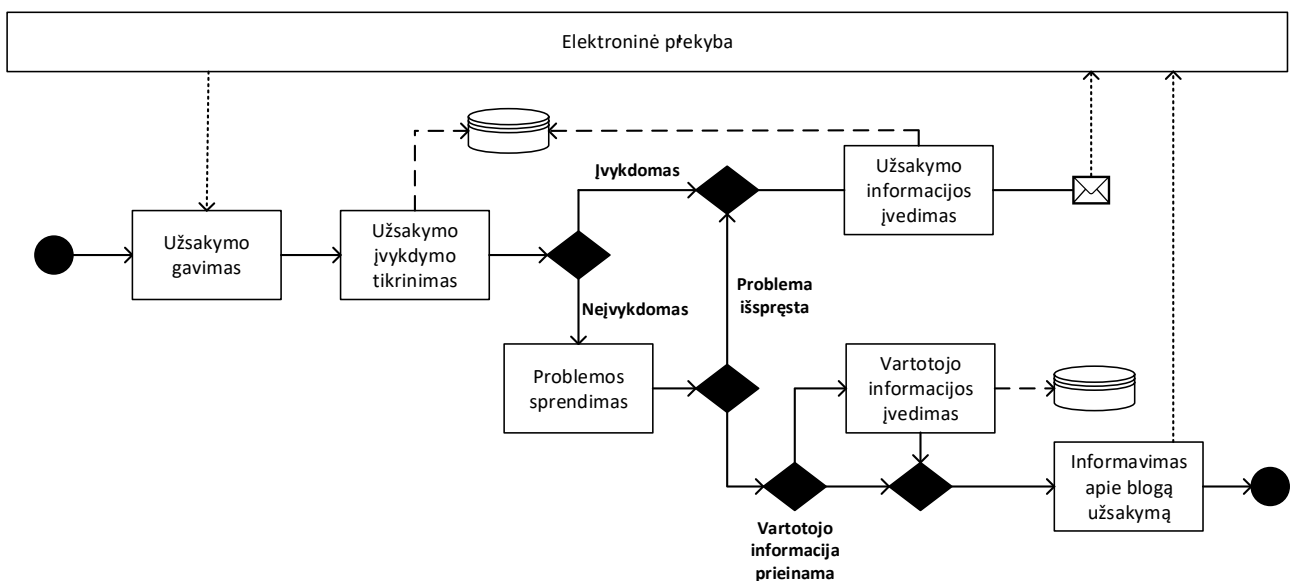 Elektroninė prekyba
Įvykdomas
Užsakymo
informacijos
įvedimas
Užsakymo
gavimas
Užsakymo
įvykdymo
tikrinimas
Neįvykdomas
Problema
išspręsta
Problemos
sprendimas
Vartotojo
informacijos
įvedimas
Informavimas
apie blogą
užsakymą
Vartotojo
informacija
prieinama